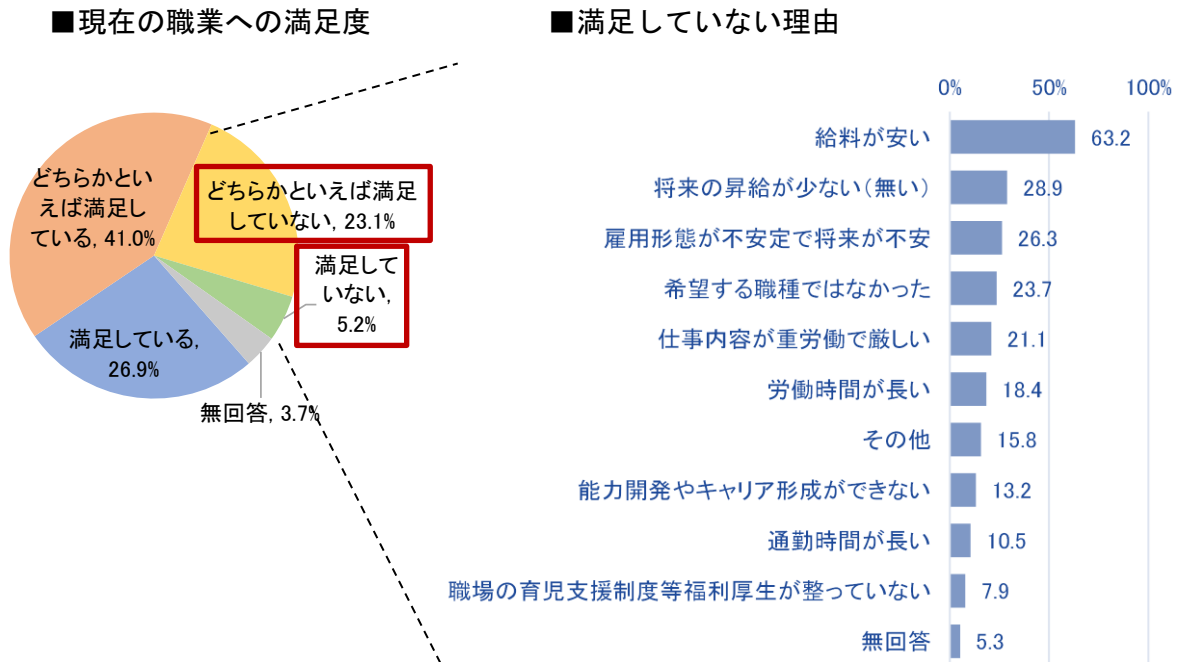 ■現在の職業への満足度
どちらかとい
えば満足し
ている, 41.0%
どちらかといえば満足
していない, 23.1%
満足して
いない,
5.2%
満足している,
26.9%
無回答, 3.7%
■満足していない理由
0% 50% 100%
給料が安い 63.2
将来の昇給が少ない(無い) 28.9
雇用形態が不安定で将来が不安 26.3
希望する職種ではなかった 23.7
仕事内容が重労働で厳しい 21.1
労働時間が長い 18.4
その他 15.8
能力開発やキャリア形成ができない 13.2
通勤時間が長い 10.5
職場の育児支援制度等福利厚生が整っていない 7.9
無回答 5.3